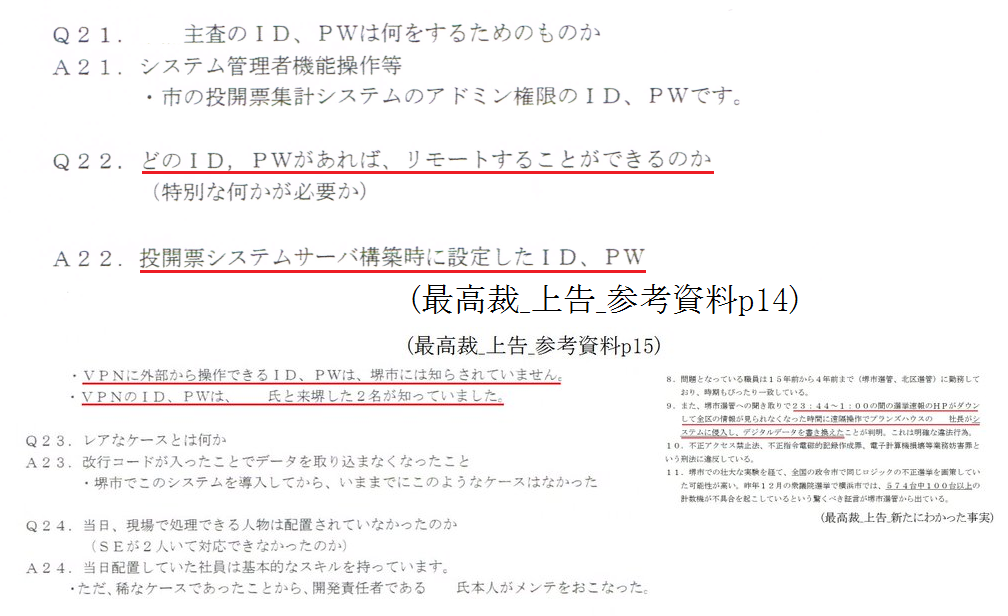 Q21. 主査のID、PWは何をするためのものか
A21. システム管理者機能操作等
・市の投開票集計システムのアドミン権限のID、PWです。
Q22. どのID, PWがあれば、リモートすることができるのか
(特別な何かが必要か)
A22. 投開票システムサーバ構築時に設定したID、PW
(最高裁_上告_参考資料p14)
(最高裁_上告_参考資料p15)
・VPNに外部から操作できるID、PWは、堺市には知らされていません。
・VPNのID、PWは、 氏と来堺した2名が知っていました。
Q23. レアなケースとは何か
A23. 改行コードが入ったことでデータを取り込まなくなったこと
・堺市でこのシステムを導入してから、いままでにこのようなケースはなかった
Q24. 当日、現場で処理できる人物は配置されていなかったのか
(SEが2人いて対応できなかったのか)
A24. 当日配置していた社員は基本的なスキルを持っています。
・ただ、稀なケースであったことから、開発責任者である 氏本人がメンテをおこなった。
8. 問題となっている職員は15年前から4年前まで(堺市選管、北区選管)に勤務して
おり、時期もぴったり一致している。
9. また、堺市選管への聞き取りで23:44~1:00の間の選挙速報のHPがダウン
して全区の情報が見られなくなった時間に遠隔操作でブランズハウスの 社長がシ
ステムに侵入し、デジタルデータを書き換えたことが判明。これは明確な違法行為。
10. 不正アクセス禁止法、不正指令電磁的記録作成罪、電子計算機損壊等業務妨害罪と
いう刑法に違反している。
11. 堺市での壮大な実験を経て、全国の政令市で同じロジックの不正選挙を画策してい
た可能性が高い。昨年12月の衆議院選挙で横浜市では、574台中100台以上の
計数機が不具合を起こしているという驚くべき証言が堺市選管から出ている。
(最高裁_上告_新たにわかった事実)